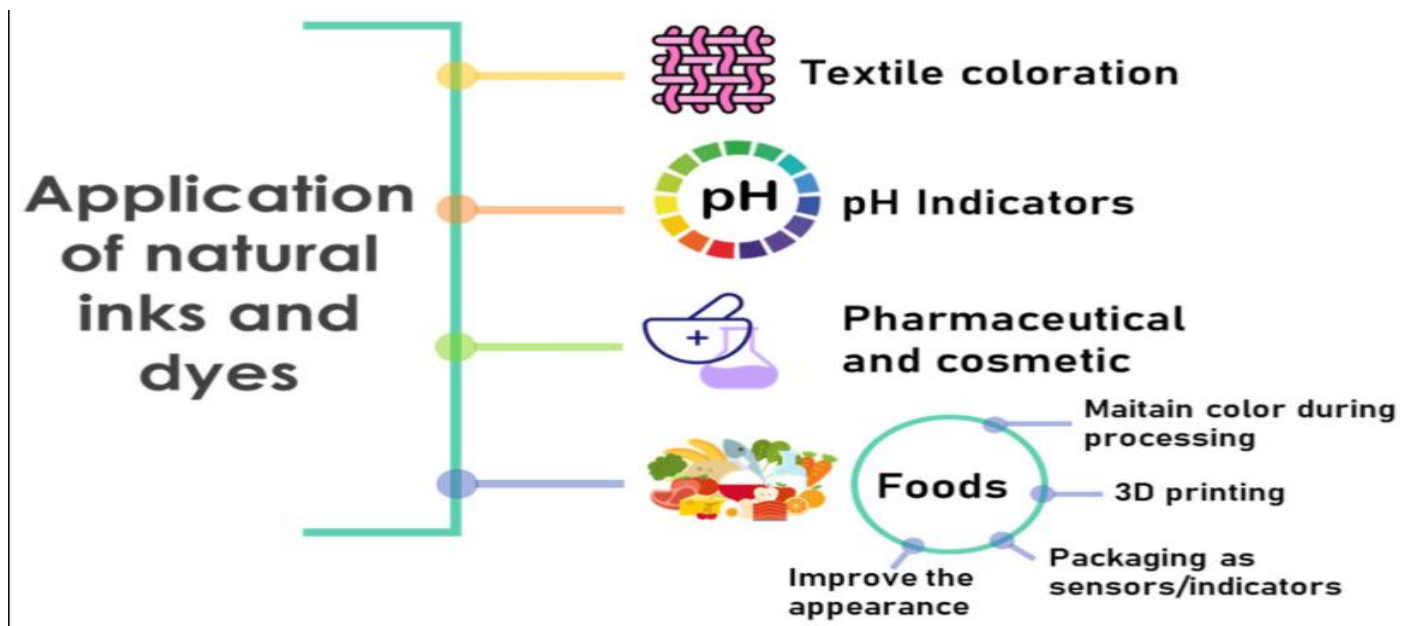 Application
of natural
inks and
dyes
Textile coloration
pH
pH Indicators
Pharmaceutical
and cosmetic
Foods
Maitain color during
processing
3D printing
Packaging as
sensors/indicators
Improve the
appearance